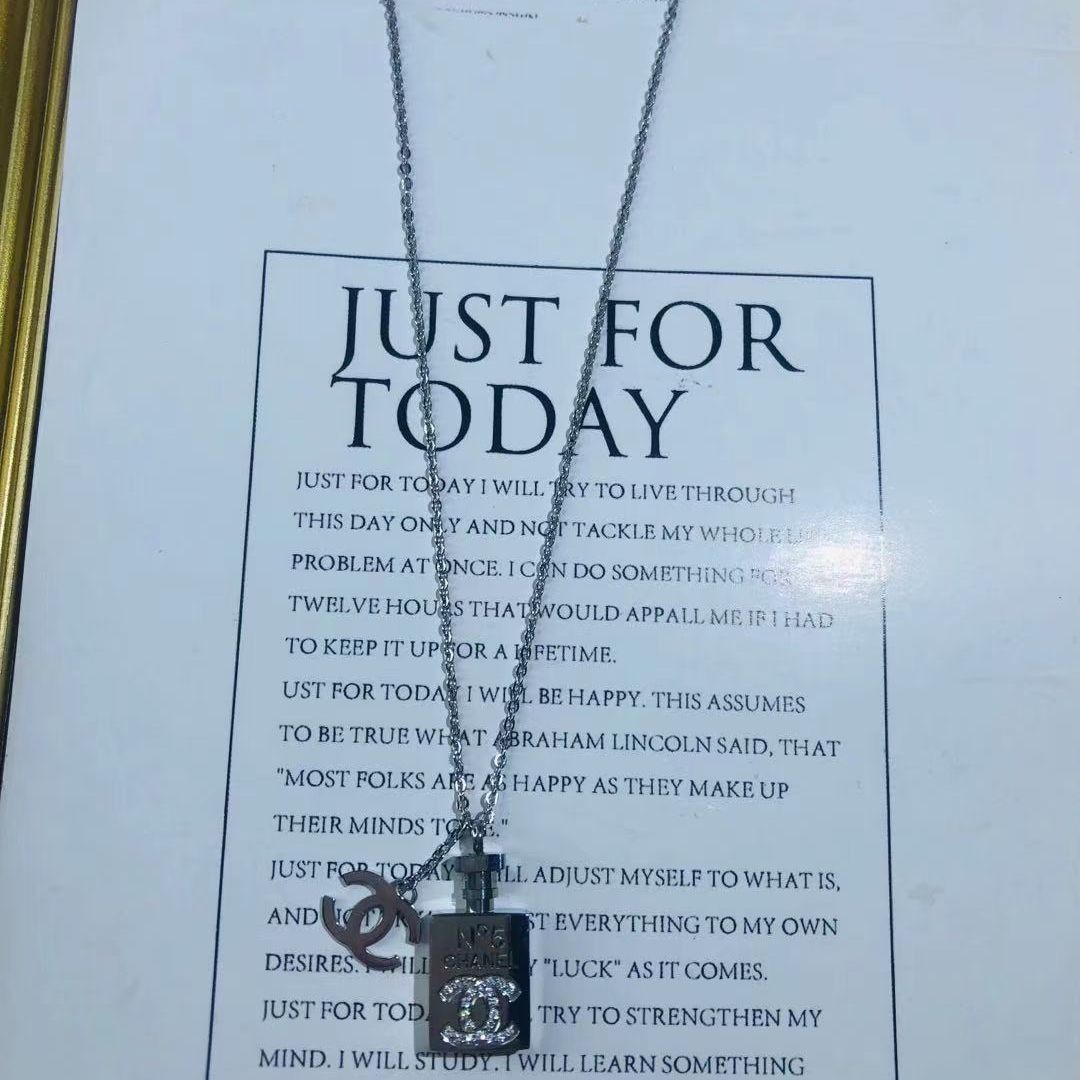 JUST FOR
TODAY
JUST FOR TODAY I WILL TRY TO LIVE THROUGH
THIS DAY ONLY AND NOT TACKLE MY WHOLE
PROBLEM AT ONCE. I CAN DO SOMETHING FOR
TWELVE HOURS THAT WOULD APPALL ME IF I HAD
TO KEEP IT UP FOR A LIFETIME.
UST FOR TODAY I WILL BE HAPPY. THIS ASSUMES
TO BE TRUE WHAT ABRAHAM LINCOLN SAID, THAT
"MOST FOLKS ARE AS HAPPY AS THEY MAKE UP
THEIR MINDS TO BE."
JUST FOR TODAY WILL ADJUST MYSELF TO WHAT IS,
AND NOT EVERYTHING TO MY OWN
DESIRES. I WILL MY "LUCK" AS IT COMES.
JUST FOR TODAY TRY TO STRENGTHEN MY
MIND. I WILL STUDY. I WILL LEARN SOMETHING
N°5
CHANEL